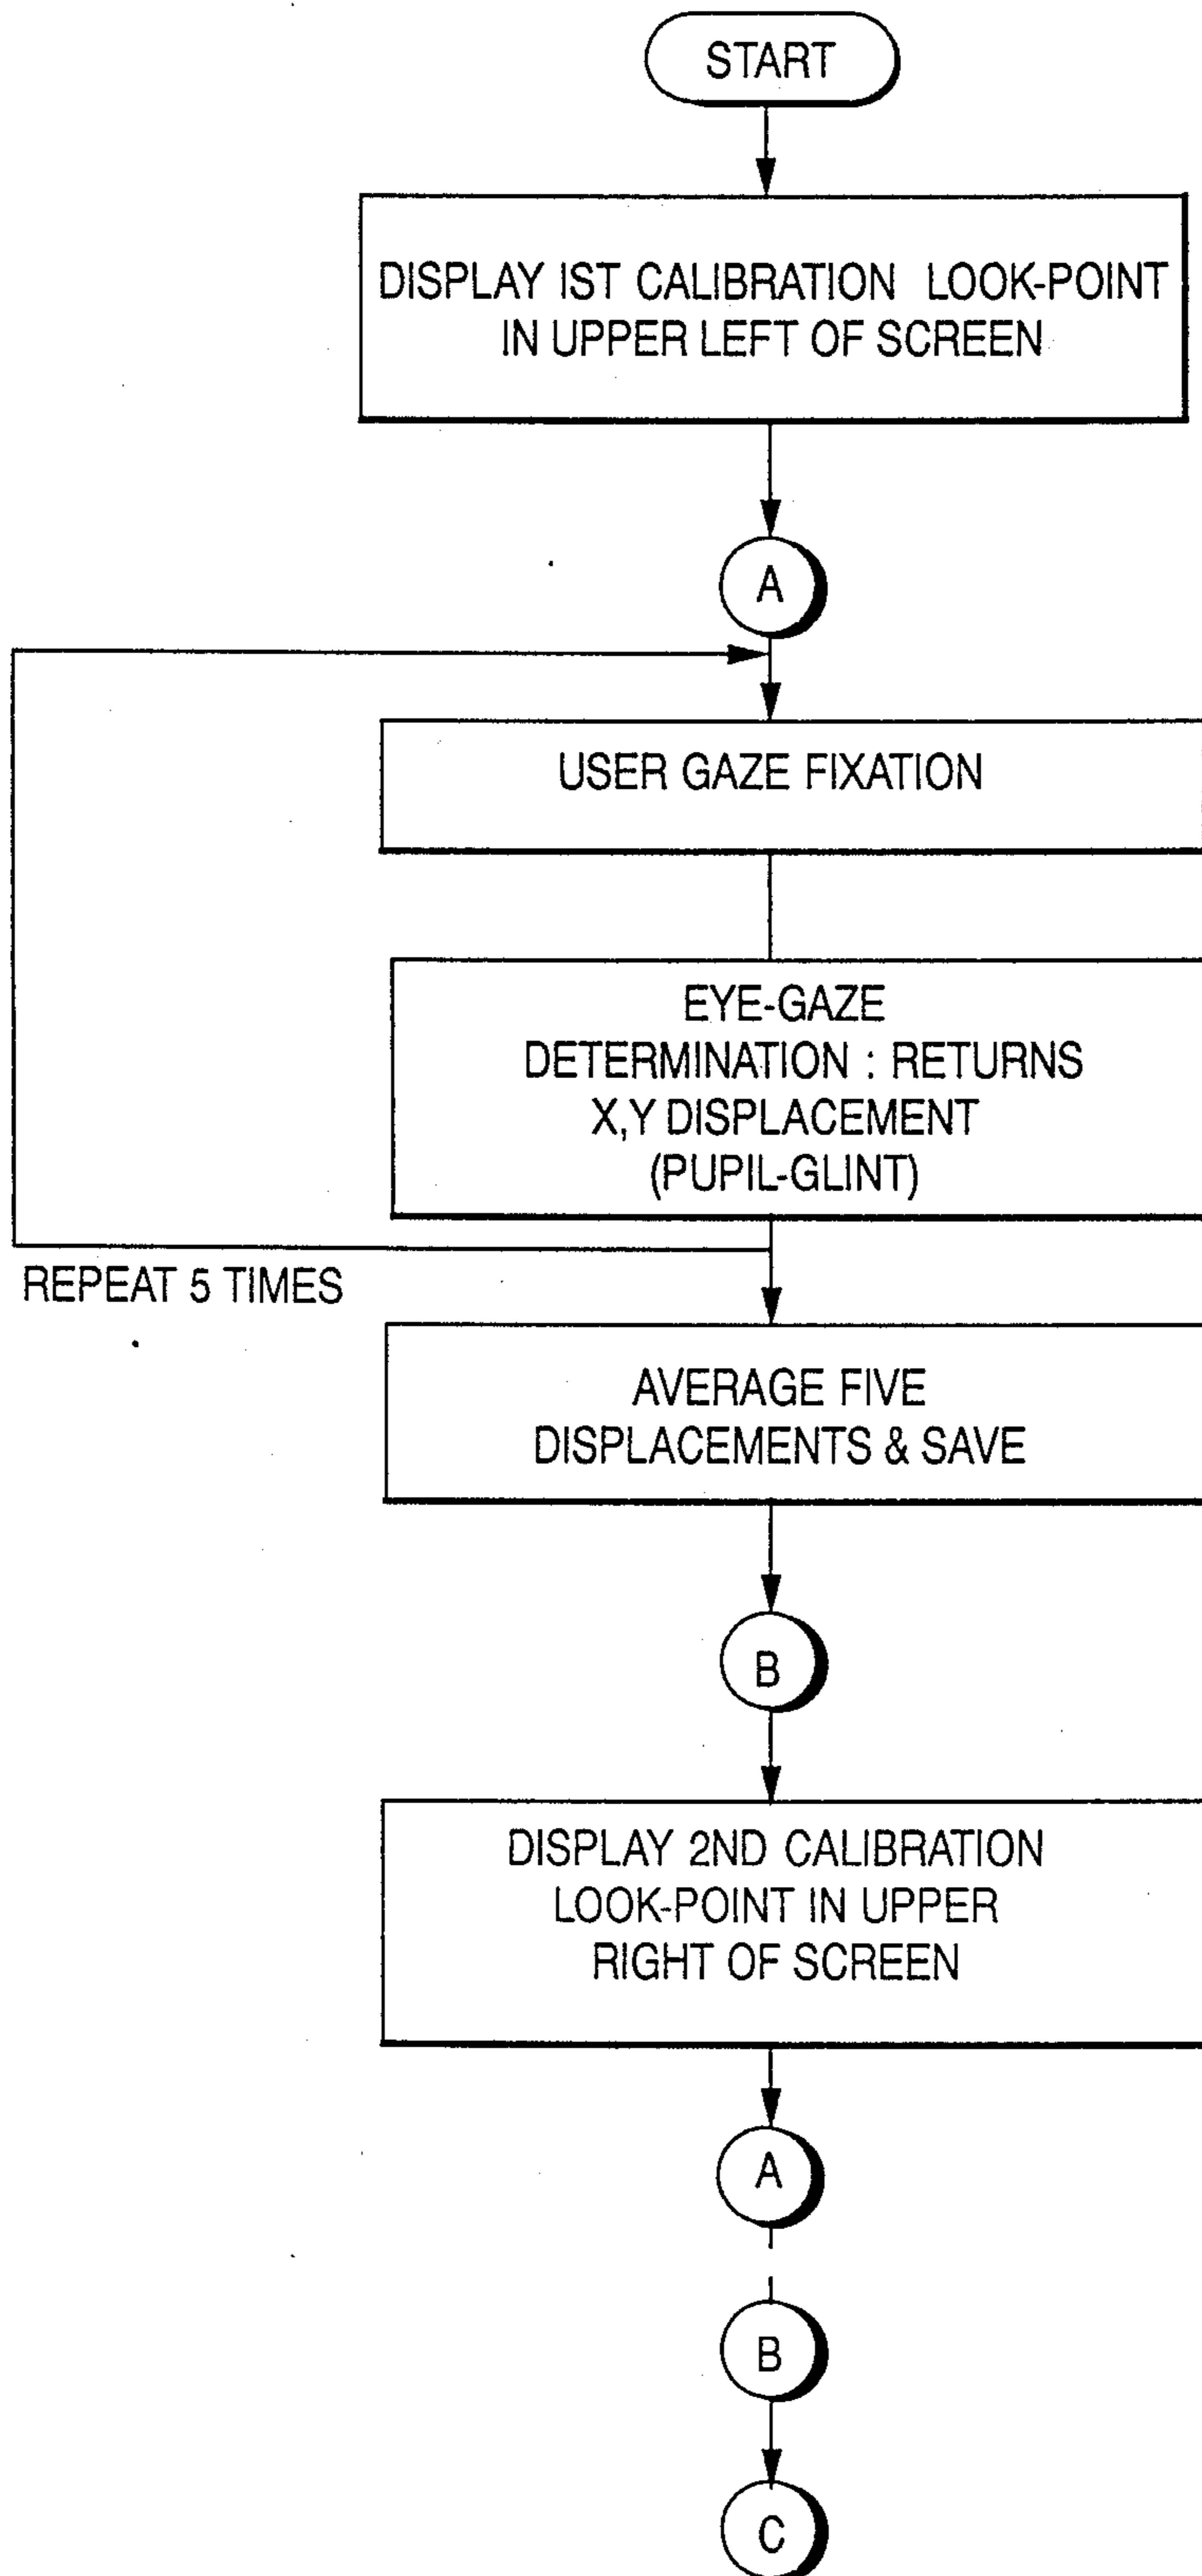 START
DISPLAY IST CALIBRATION LOOK-POINT
IN UPPER LEFT OF SCREEN
A
USER GAZE FIXATION
EYE-GAZE
DETERMINATION : RETURNS
X,Y DISPLACEMENT
(PUPIL-GLINT)
REPEAT 5 TIMES
AVERAGE FIVE
DISPLACEMENTS & SAVE
B
DISPLAY 2ND CALIBRATION
LOOK-POINT IN UPPER
RIGHT OF SCREEN
A
B
C